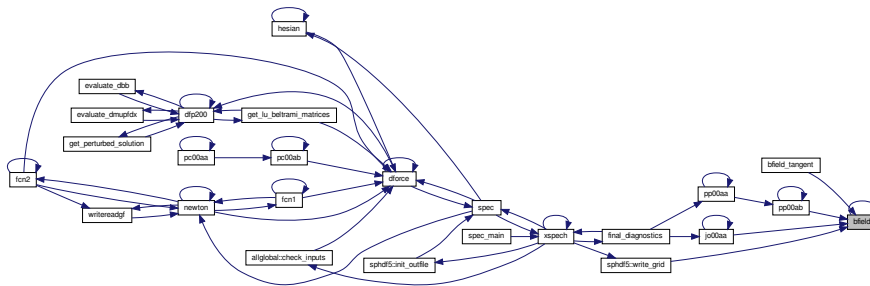 hesian
evaluate_dbb
evaluate_dmupfdx
dfp200
get_lu_beltrami_matrices
get_perturbed_solution
bfield_tangent
pc00aa
pc00ab
fcn2
dforce
pp00aa
newton
fcn1
pp00ab
writereadgf
spec
bfield
spec_main
xspech
final_diagnostics
jo00aa
allglobal::check_inputs
sphdf5::init_outfile
sphdf5::write_grid